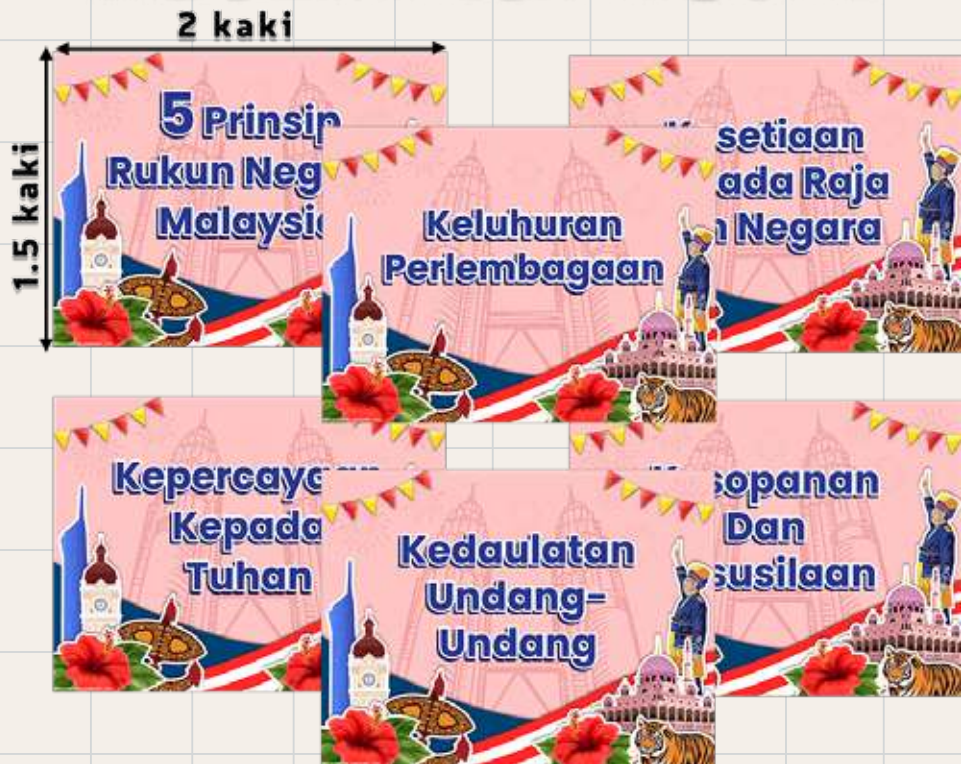 2 kaki
1.5 kaki
5 Prinsip
Rukun Neg
Malaysia
Keluhuran
Perlembagaan
setiaan
ada Raja
n Negara
Kepercaya
Kepada
Tuhan
Kedaulatan
Undang-
Undang
sopanan
Dan
susilaan